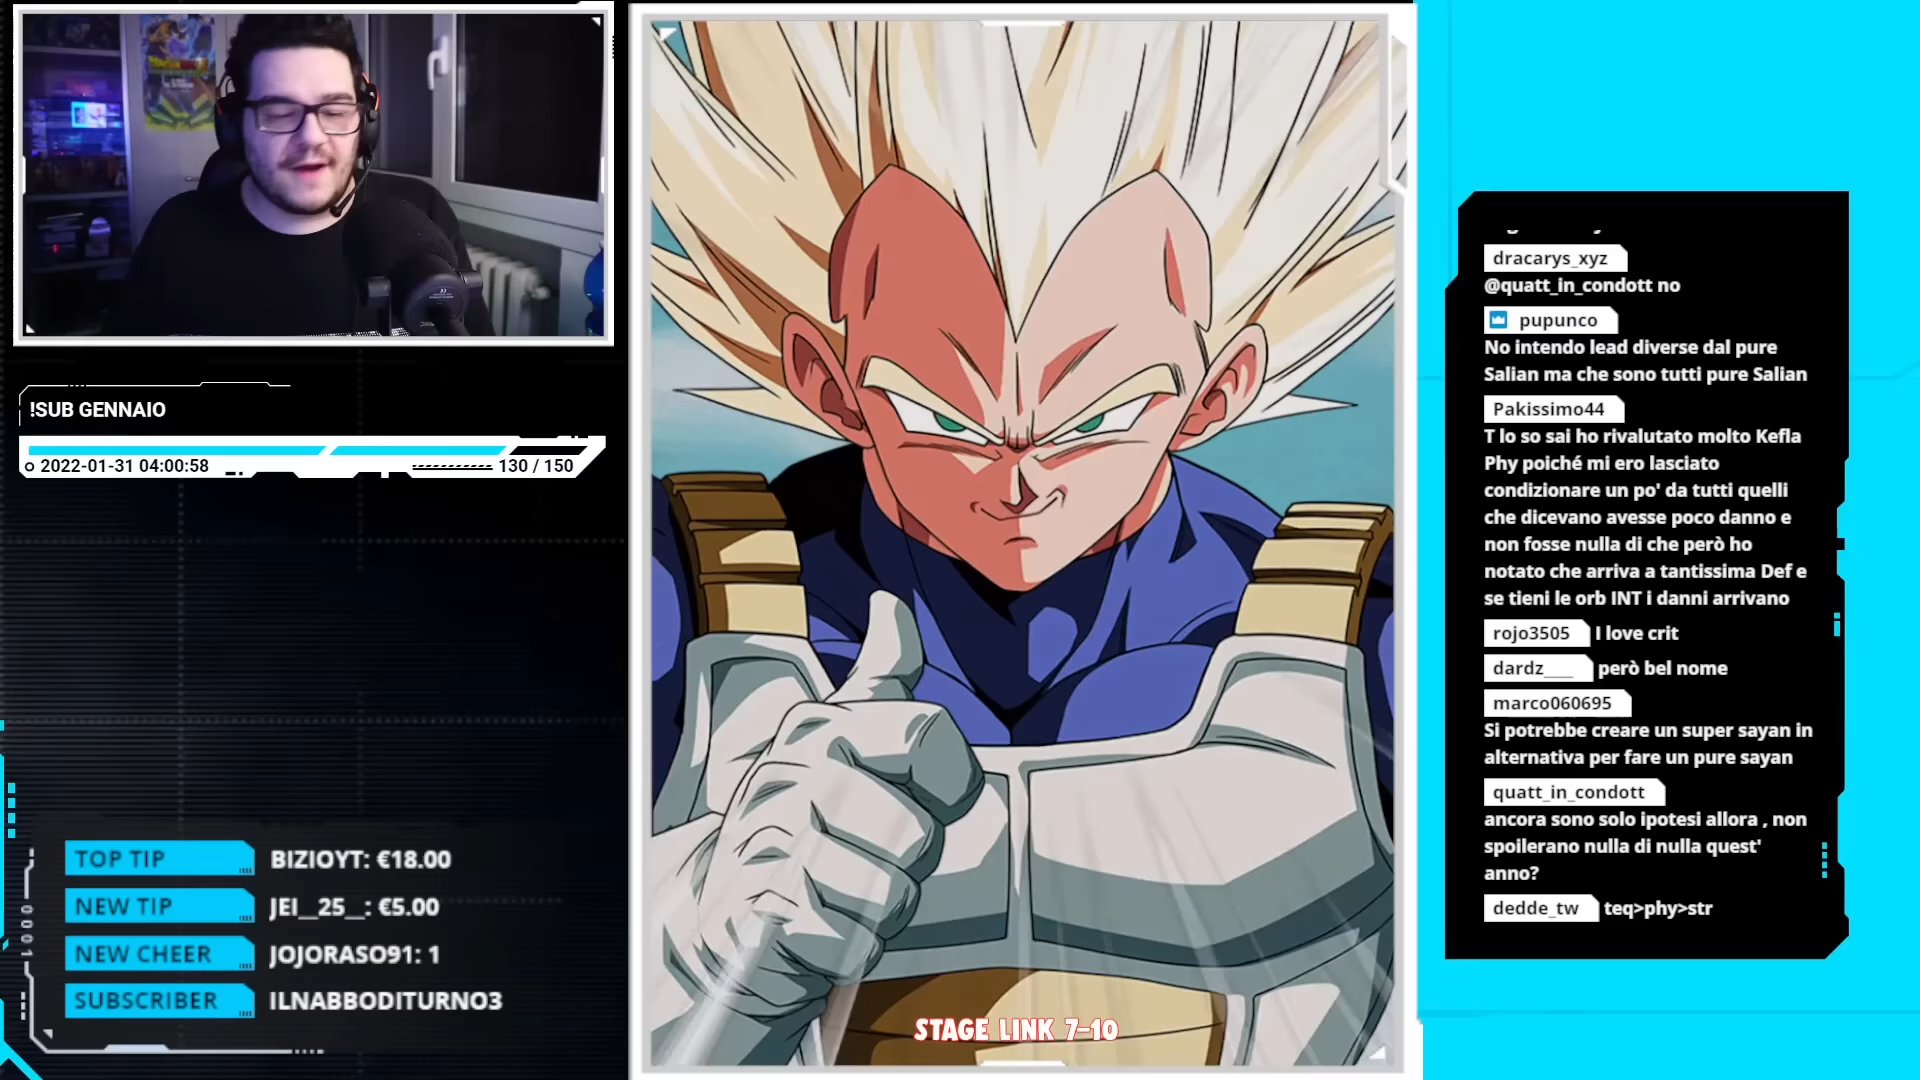 !SUB GENNAIO
2022-01-31 04:00:58
130 / 150
TOP TIP BIZIOYT: €18.00
NEW TIP JEI__25__: €5.00
NEW CHEER JOJORASO91: 1
SUBSCRIBER ILNABBODITURNO3
0001
STAGE LINK 7-10
dracarys_xyz
@quatt_in_condott no
pupunco
No intendo lead diverse dal pure
Salian ma che sono tutti pure Salian
Pakissimo44
T lo so sai ho rivalutato molto Kefla
Phy poiché mi ero lasciato
condizionare un po' da tutti quelli
che dicevano avesse poco danno e
non fosse nulla di che però ho
notato che arriva a tantissima Def e
se tieni le orb INT i danni arrivano
rojo3505 I love crit
dardz___ però bel nome
marco060695
Si potrebbe creare un super sayan in
alternativa per fare un pure sayan
quatt_in_condott
ancora sono solo ipotesi allora , non
spoilerano nulla di nulla quest'
anno?
dedde_tw teq>phy>str